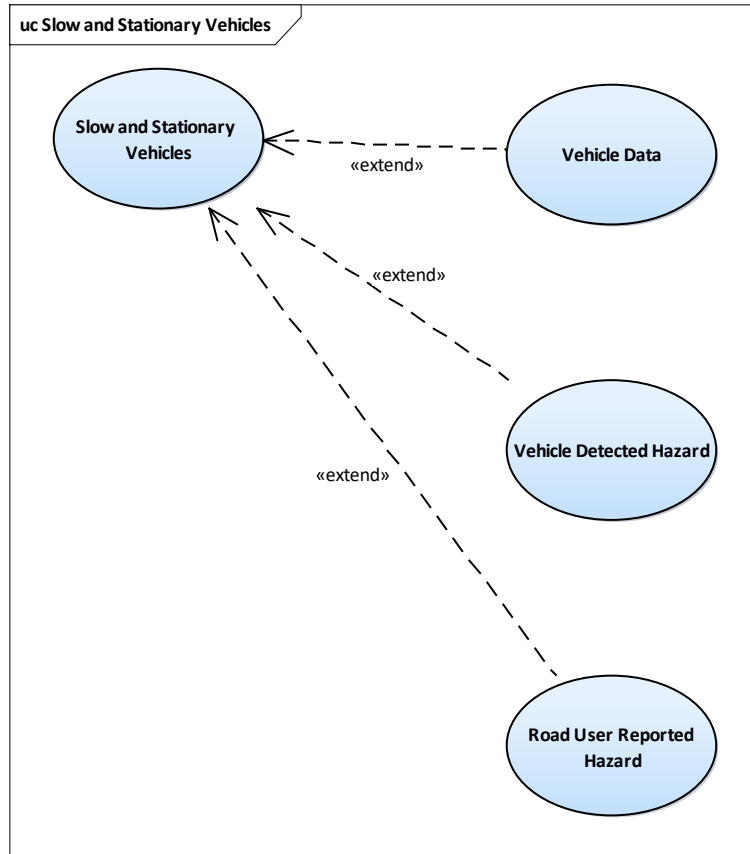 uc Slow and Stationary Vehicles
Slow and Stationary
Vehicles
Vehicle Data
«extend»
«extend»
Vehicle Detected Hazard
«extend»
Road User Reported
Hazard